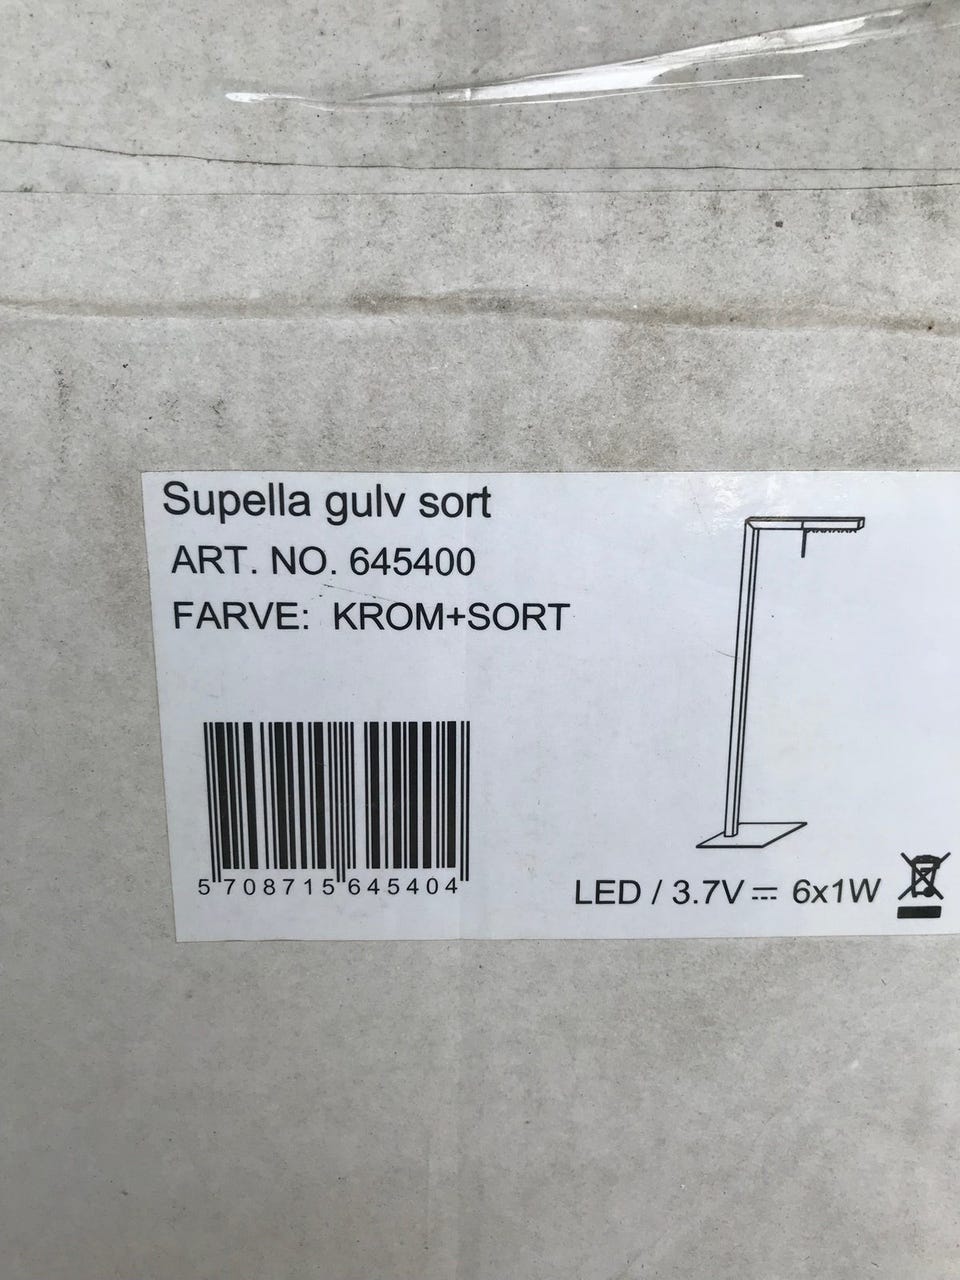 Supella gulv sort
ART. NO. 645400
FARVE: KROM+SORT
5 708715 645404
LED / 3.7V ⎓ 6x1W